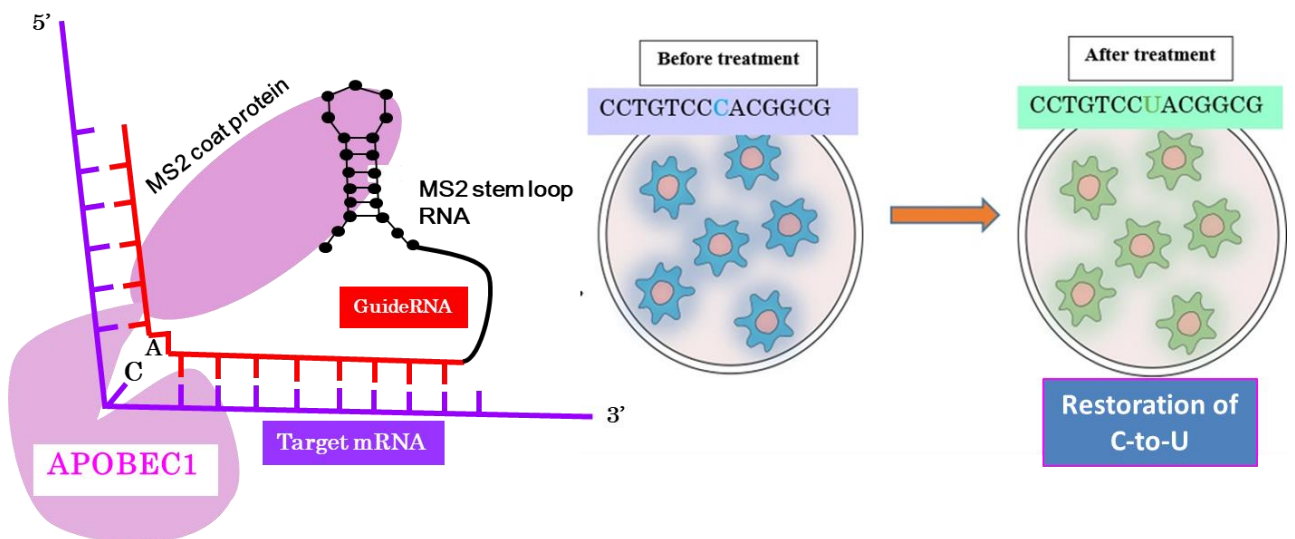 5’
MS2 coat protein
MS2 stem loop
RNA
GuideRNA
A
C
3’
Target mRNA
APOBEC1
Before treatment
CCTGTCCCACGGCG
After treatment
CCTGTCCUACGGCG
Restoration of
C-to-U